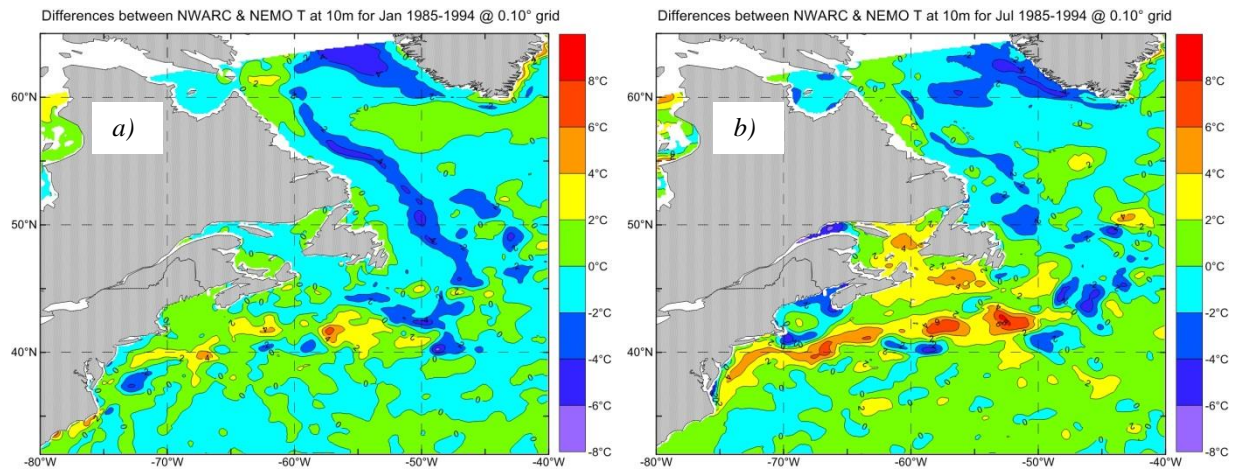 Differences between NWARC & NEMO T at 10m for Jan 1985-1994 @ 0.10° grid
a)
60°N
50°N
40°N
-80°W -70°W -60°W -50°W -40°W
8°C
6°C
4°C
2°C
0°C
-2°C
-4°C
-6°C
-8°C
Differences between NWARC & NEMO T at 10m for Jul 1985-1994 @ 0.10° grid
b)
60°N
50°N
40°N
-80°W -70°W -60°W -50°W -40°W
8°C
6°C
4°C
2°C
0°C
-2°C
-4°C
-6°C
-8°C